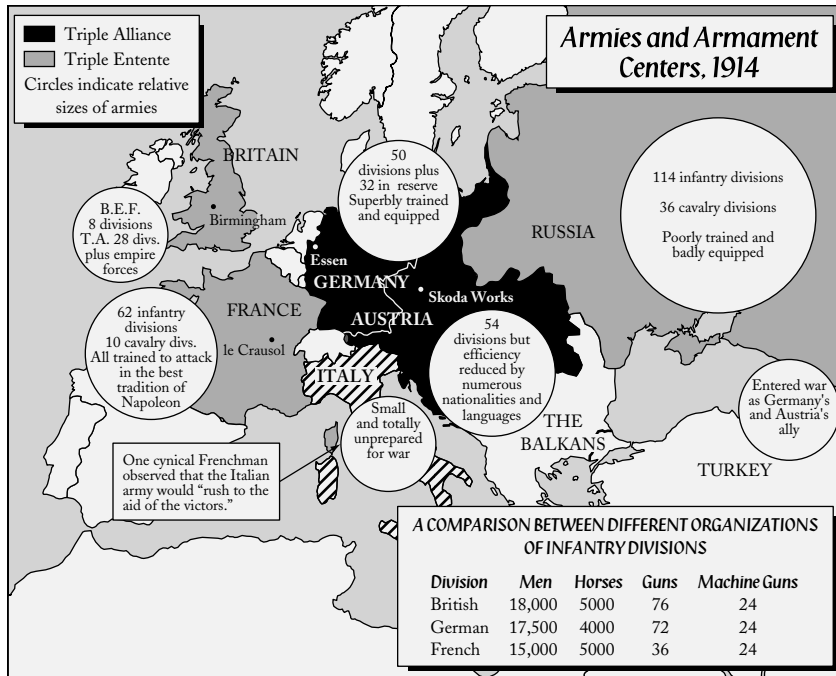 Triple Alliance
Triple Entente
Circles indicate relative
sizes of armies
Armies and Armament
Centers, 1914
BRITAIN
Birmingham
B.E.F.
8 divisions
T.A. 28 divs.
plus empire
forces
50
divisions plus
32 in reserve
Superbly trained
and equipped
114 infantry divisions
36 cavalry divisions
Poorly trained and
badly equipped
RUSSIA
Essen
GERMANY
Skoda Works
AUSTRIA
FRANCE
le Crausol
62 infantry
divisions
10 cavalry divs.
All trained to attack
in the best
tradition of
Napoleon
54
divisions but
efficiency
reduced by
numerous
nationalities and
languages
ITALY
Small
and totally
unprepared
for war
THE
BALKANS
Entered war
as Germany's
and Austria's
ally
TURKEY
One cynical Frenchman
observed that the Italian
army would “rush to the
aid of the victors.”
A COMPARISON BETWEEN DIFFERENT ORGANIZATIONS
OF INFANTRY DIVISIONS
Division Men Horses Guns Machine Guns
British 18,000 5000 76 24
German 17,500 4000 72 24
French 15,000 5000 36 24